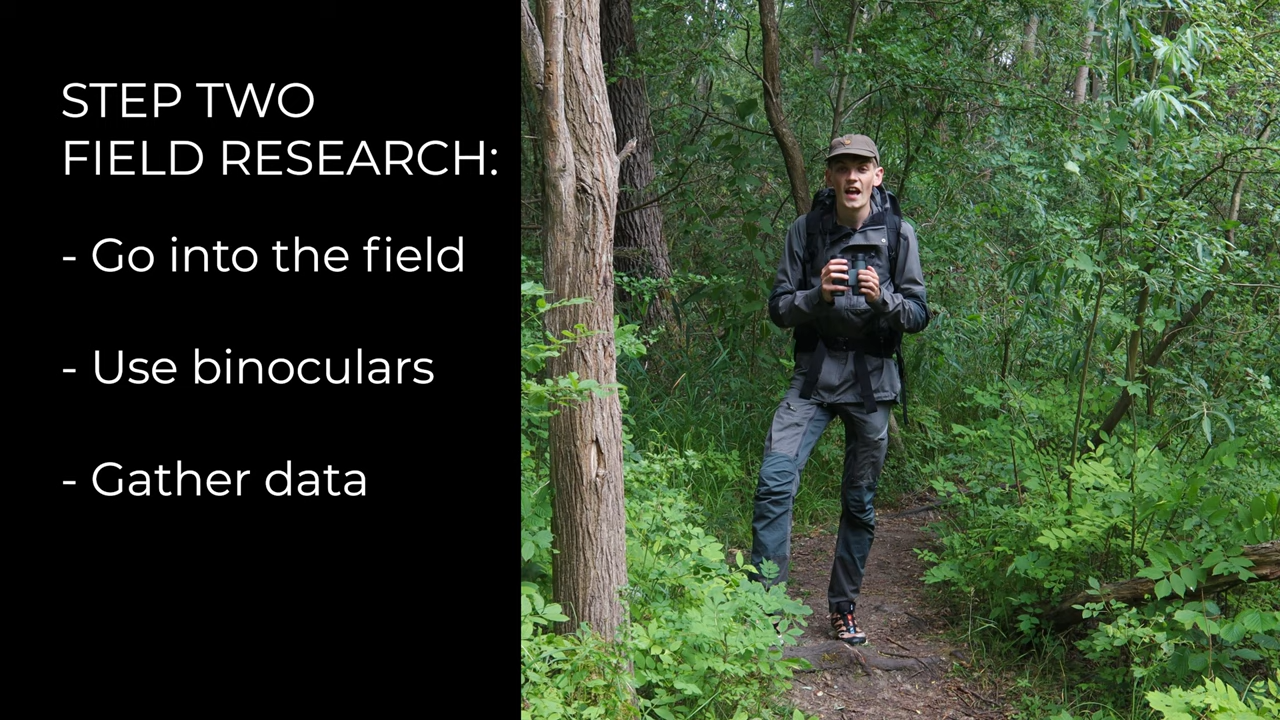 STEP TWO
FIELD RESEARCH:
- Go into the field
- Use binoculars
- Gather data